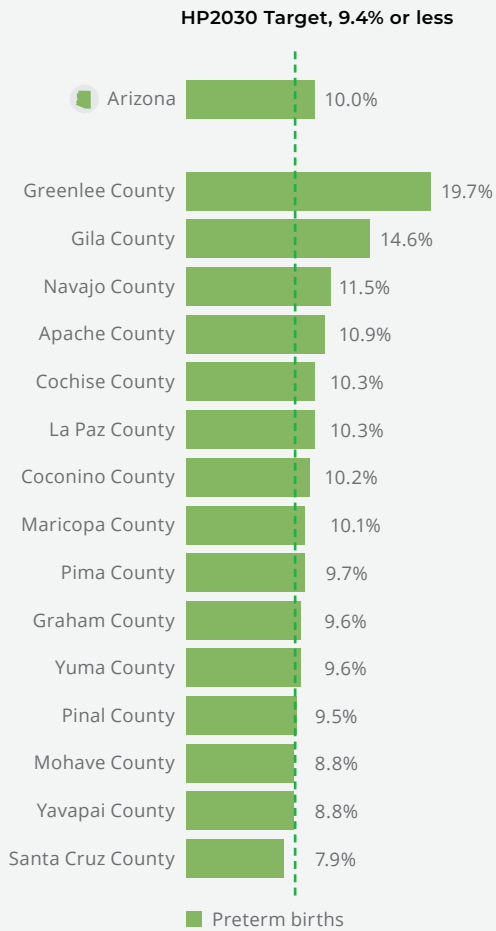 HP2030 Target, 9.4% or less
Arizona 10.0%
Greenlee County 19.7%
Gila County 14.6%
Navajo County 11.5%
Apache County 10.9%
Cochise County 10.3%
La Paz County 10.3%
Coconino County 10.2%
Maricopa County 10.1%
Pima County 9.7%
Graham County 9.6%
Yuma County 9.6%
Pinal County 9.5%
Mohave County 8.8%
Yavapai County 8.8%
Santa Cruz County 7.9%
Preterm births